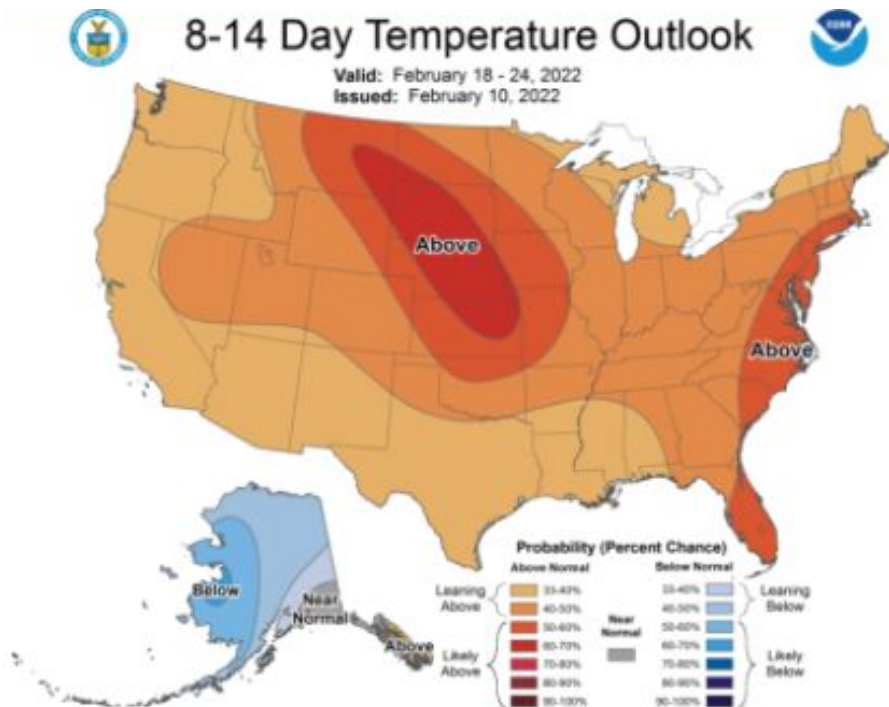 8-14 Day Temperature Outlook
Valid: February 18 - 24, 2022
Issued: February 10, 2022
Above
Above
Below
Near
Normal
Above
Probability (Percent Chance)
Above Normal
Below Normal
Leaning
Above
Likely
Above
33-40%
40-50%
50-60%
60-70%
70-80%
80-90%
90-100%
Near
Normal
33-40%
40-50%
50-60%
60-70%
70-80%
80-90%
90-100%
Leaning
Below
Likely
Below